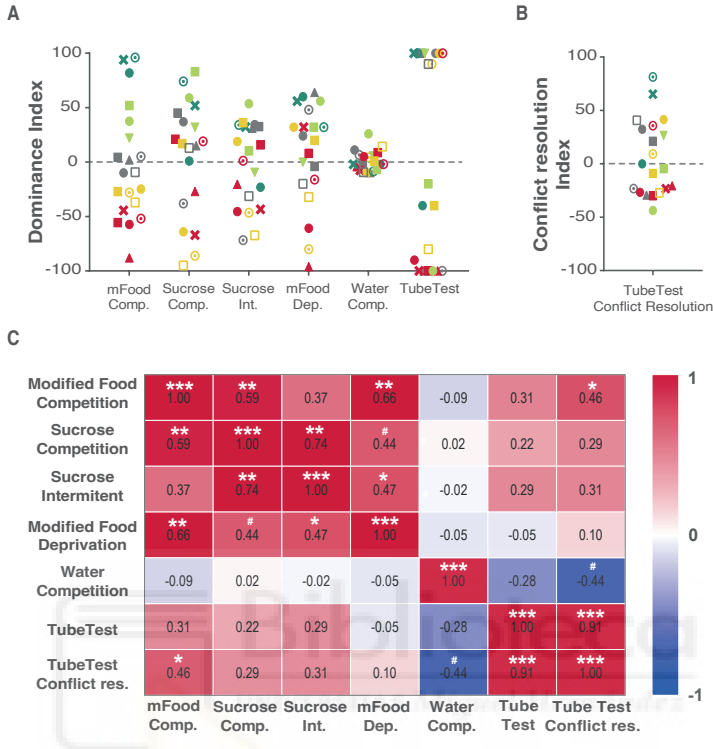 A
B
Dominance Index
100
50
0
-50
-100
mFood Comp.
Sucrose Comp.
Sucrose Int.
mFood Dep.
Water Comp.
TubeTest
Conflict resolution
Index
100
50
0
-50
-100
TubeTest
Conflict Resolution
C
Modified Food
Competition
*** ** ** *
1.00 0.59 0.37 0.66 -0.09 0.31 0.46
Sucrose
Competition
** *** ** #
0.59 1.00 0.74 0.44 0.02 0.22 0.29
Sucrose
Intermitent
** *** *
0.37 0.74 1.00 0.47 -0.02 0.29 0.31
Modified Food
Deprivation
** # * ***
0.66 0.44 0.47 1.00 -0.05 -0.05 0.10
Water
Competition
*** #
-0.09 0.02 -0.02 -0.05 1.00 -0.28 -0.44
TubeTest
*** ***
0.31 0.22 0.29 -0.05 -0.28 1.00 0.91
TubeTest
Conflict res.
* # *** ***
0.46 0.29 0.31 0.10 -0.44 0.91 1.00
mFood Comp.
Sucrose Comp.
Sucrose Int.
mFood Dep.
Water Comp.
Tube Test
Tube Test Conflict res.
1
0
-1
Biblioteca